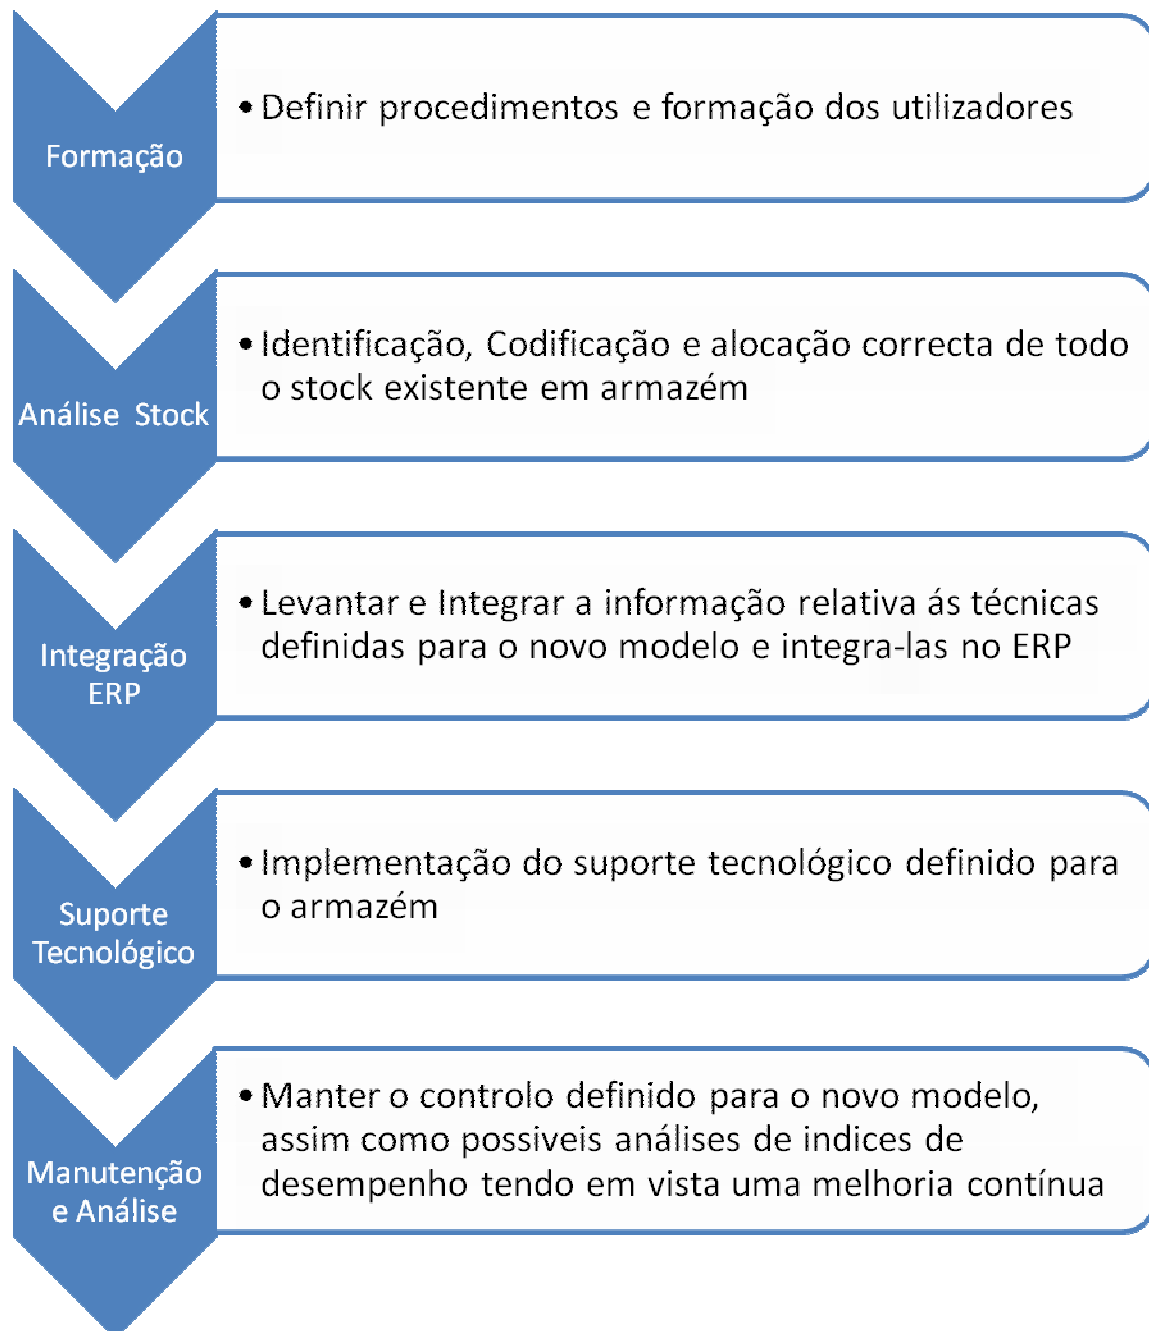 Formação
• Definir procedimentos e formação dos utilizadores
Análise Stock
• Identificação, Codificação e alocação correcta de todo
o stock existente em armazém
Integração
ERP
• Levantar e Integrar a informação relativa ás técnicas
definidas para o novo modelo e integra-las no ERP
Suporte
Tecnológico
• Implementação do suporte tecnológico definido para
o armazém
Manutenção
e Análise
• Manter o controlo definido para o novo modelo,
assim como possiveis análises de indices de
desempenho tendo em vista uma melhoria contínua